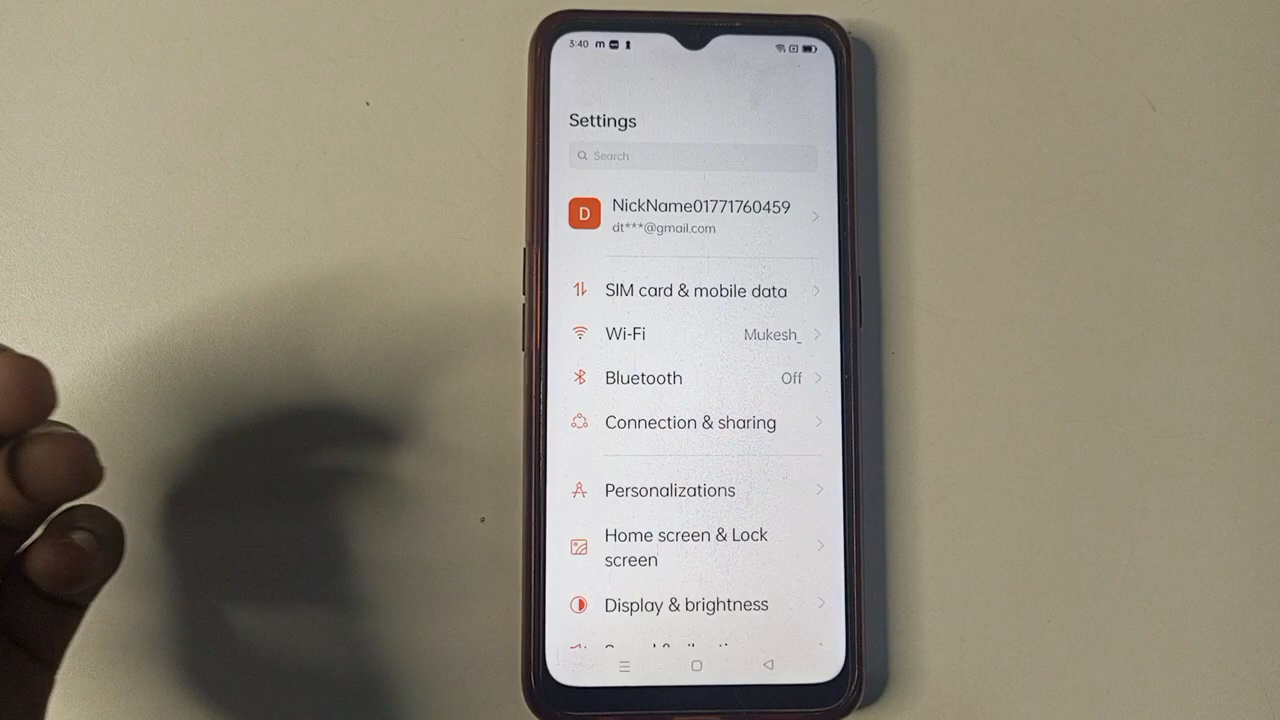 3:40 m
Settings
Search
D
NickName01771760459
dt***@gmail.com
SIM card & mobile data
Wi-Fi Mukesh_
Bluetooth Off
Connection & sharing
Personalizations
Home screen & Lock
screen
Display & brightness